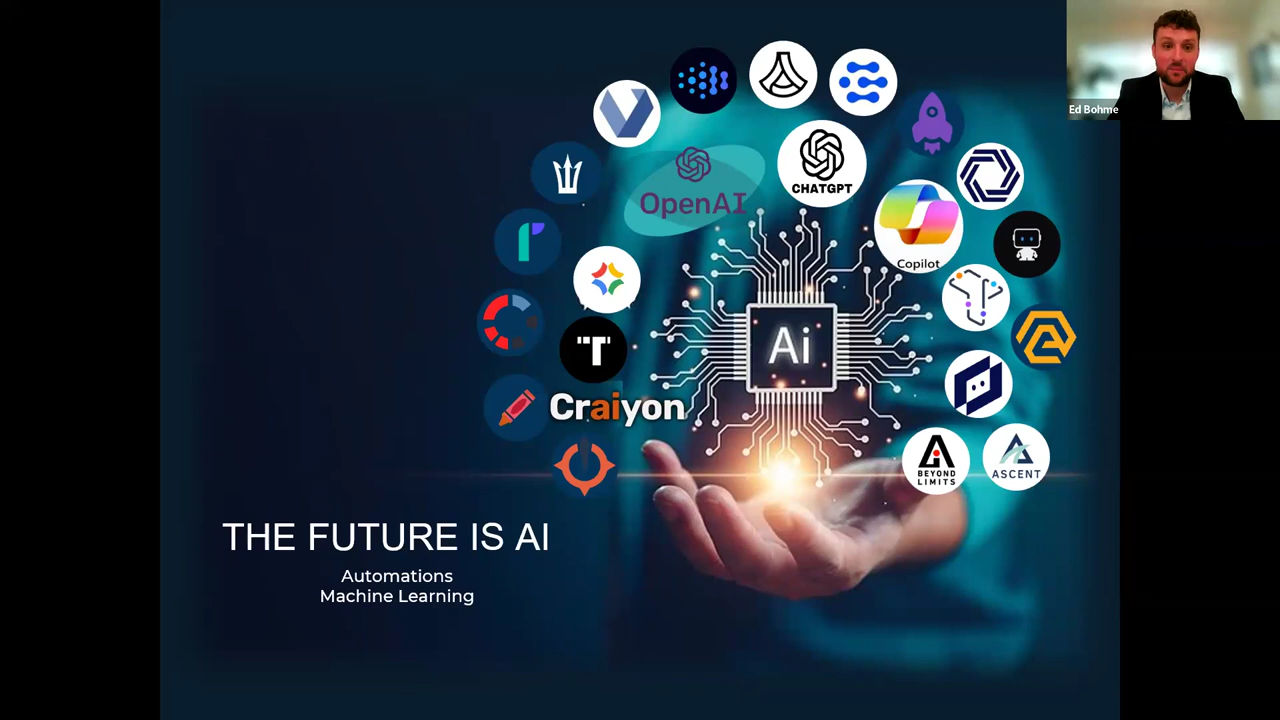 Ed Bohme
OpenAI
CHATGPT
Copilot
Ai
T
Craiyon
BEYOND
LIMITS
ASCENT
THE FUTURE IS AI
Automations
Machine Learning